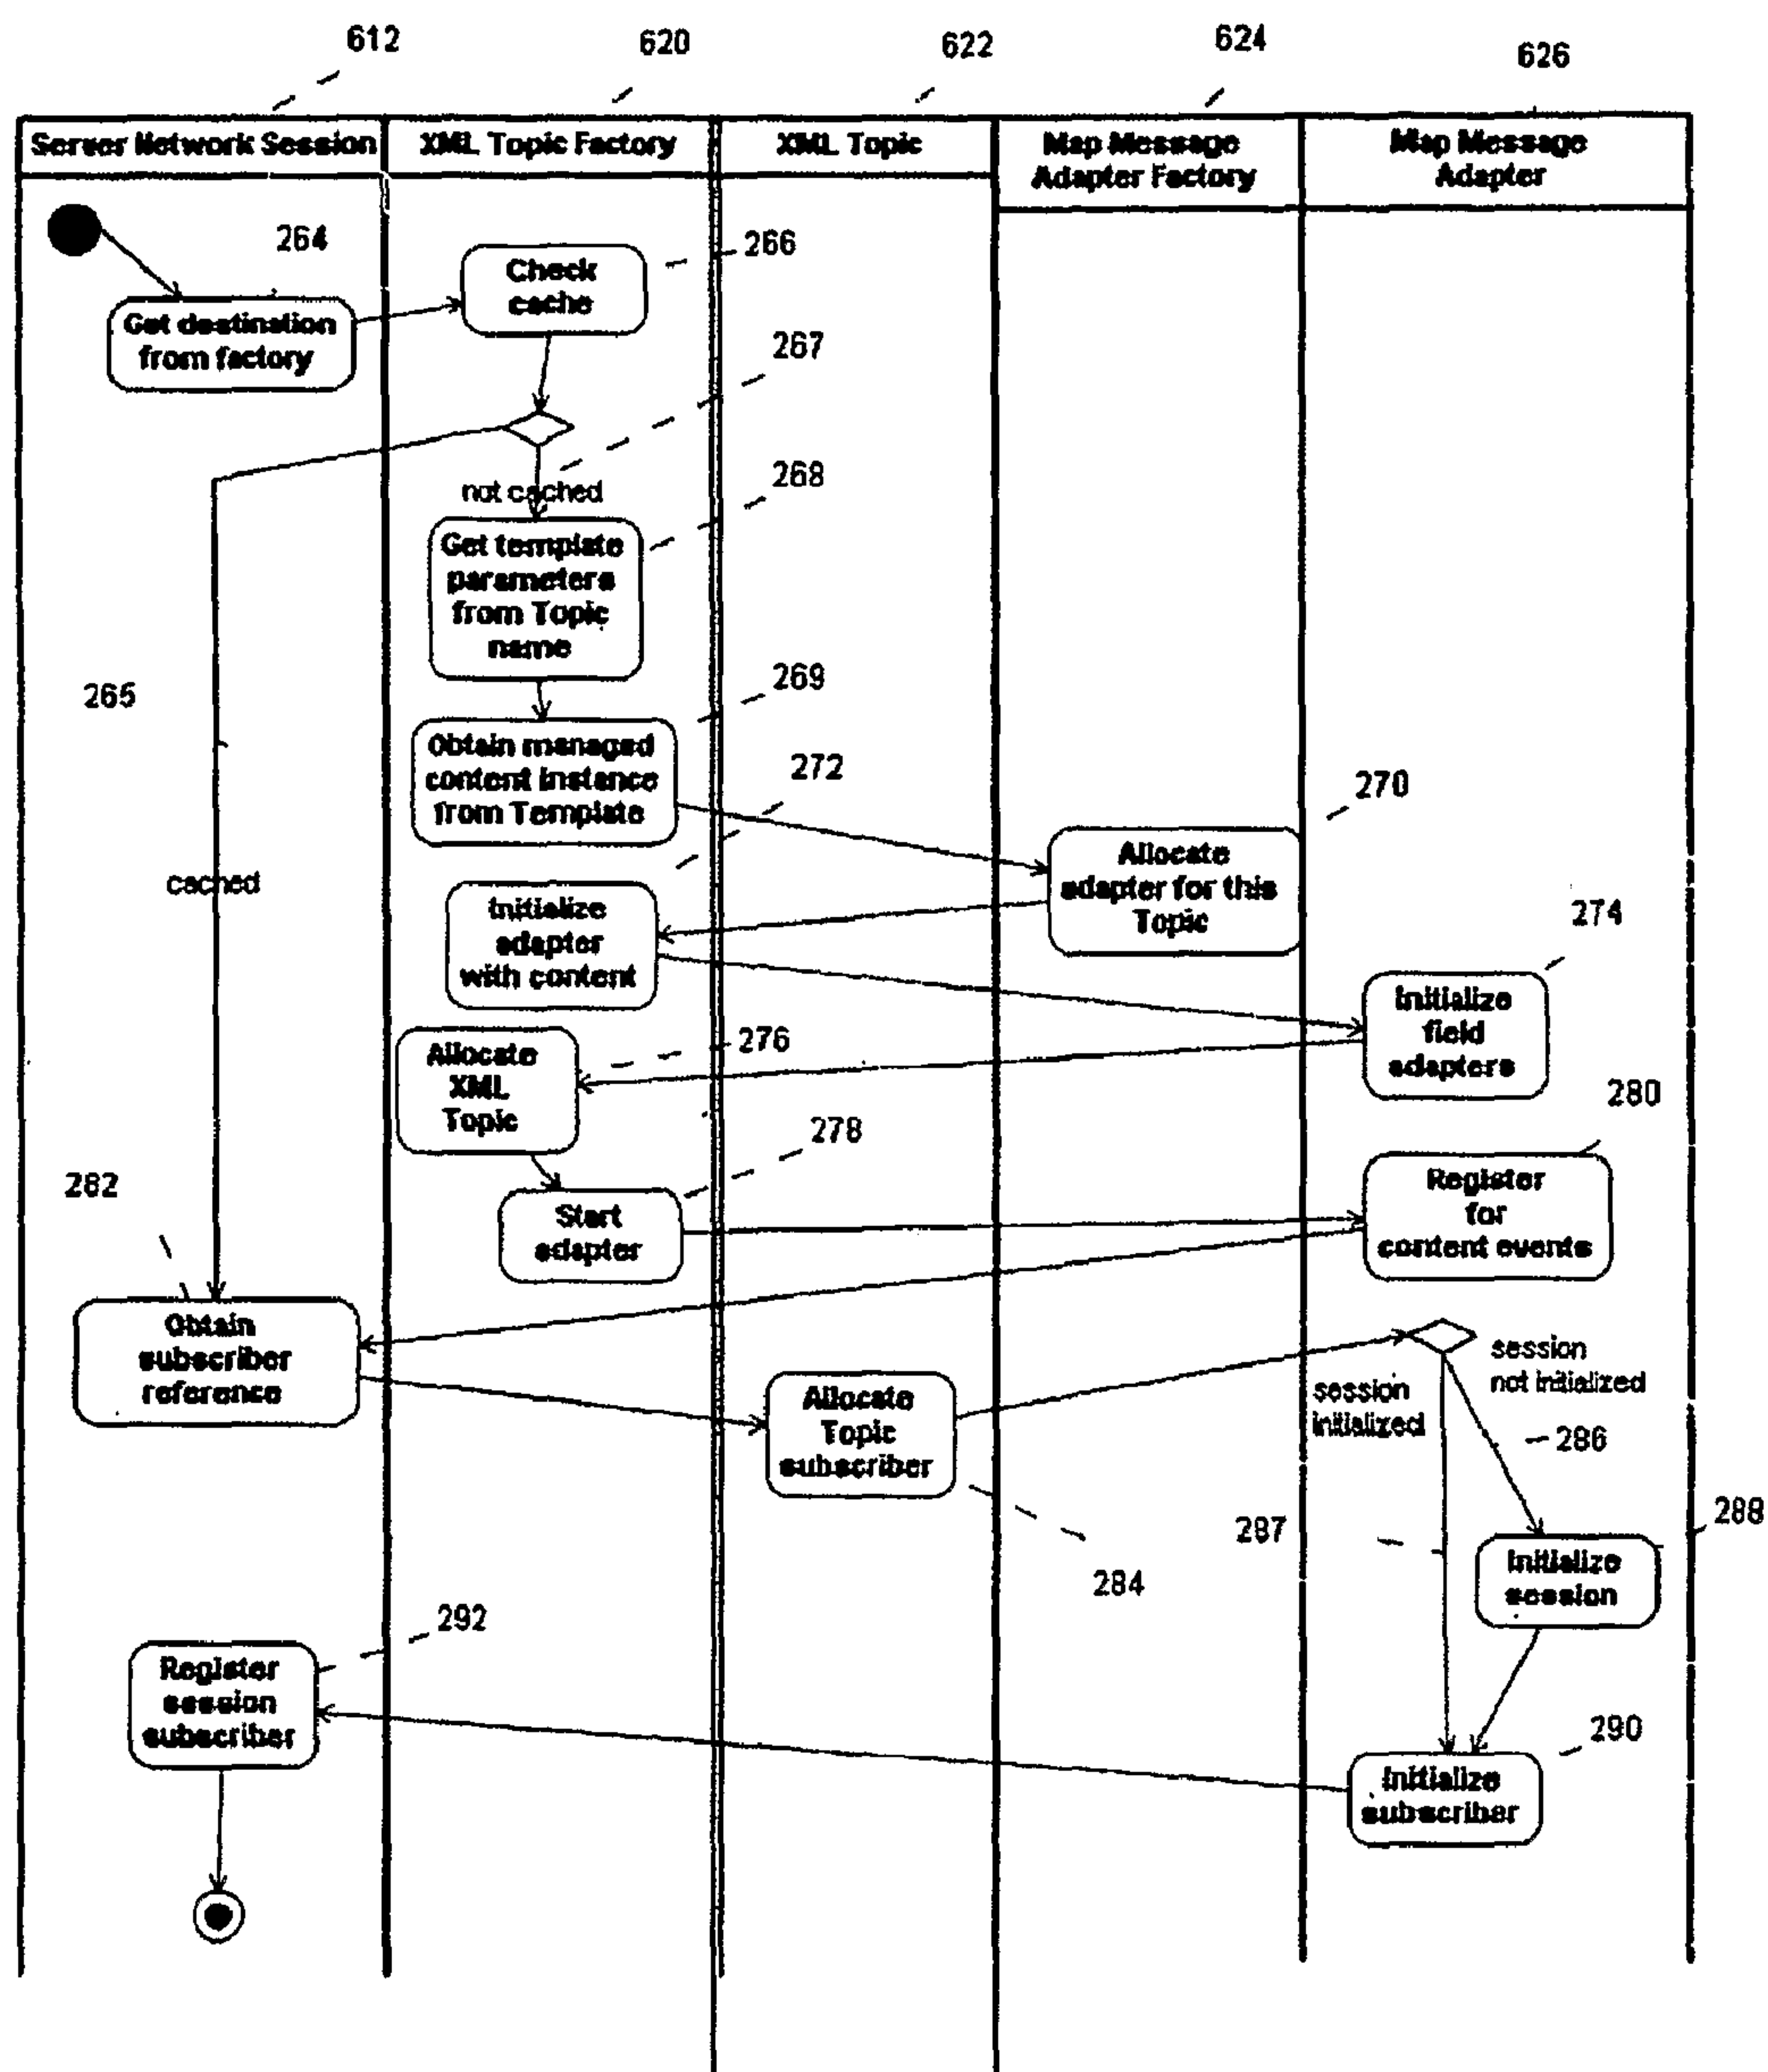 612
620
622
624
626
Server Network Session
XML Topic Factory
XML Topic
Map Message
Adapter Factory
Map Message
Adapter
264
266
Check
cache
Get destination
from factory
267
not cached
268
Get template
parameters
from Topic
name
265
269
Obtain managed
content instance
from Template
272
270
Allocate
adapter for this
Topic
cached
Initialize
adapter
with content
274
Initialize
field
adapters
276
Allocate
XML
Topic
280
278
282
Register
for
content events
Start
adapter
Obtain
subscriber
reference
session
not initialized
session
initialized
Allocate
Topic
subscriber
286
287
288
284
Initialize
session
292
Register
session
subscriber
290
Initialize
subscriber